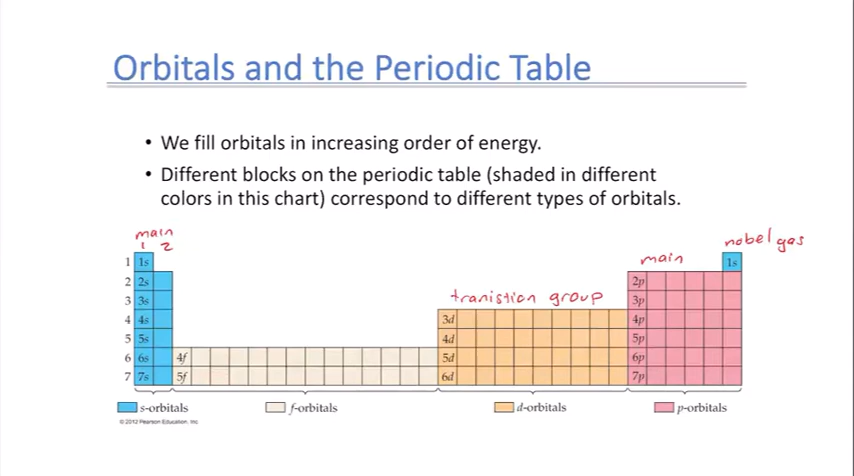 Orbitals and the Periodic Table
• We fill orbitals in increasing order of energy.
• Different blocks on the periodic table (shaded in different
colors in this chart) correspond to different types of orbitals.
main
1 2
nobel gas
main
tranistion group
1 1s 1s
2 2s 2p
3 3s 3p
4 4s 3d 4p
5 5s 4d 5p
6 6s 4f 5d 6p
7 7s 5f 6d 7p
s-orbitals f-orbitals d-orbitals p-orbitals
© 2012 Pearson Education, Inc